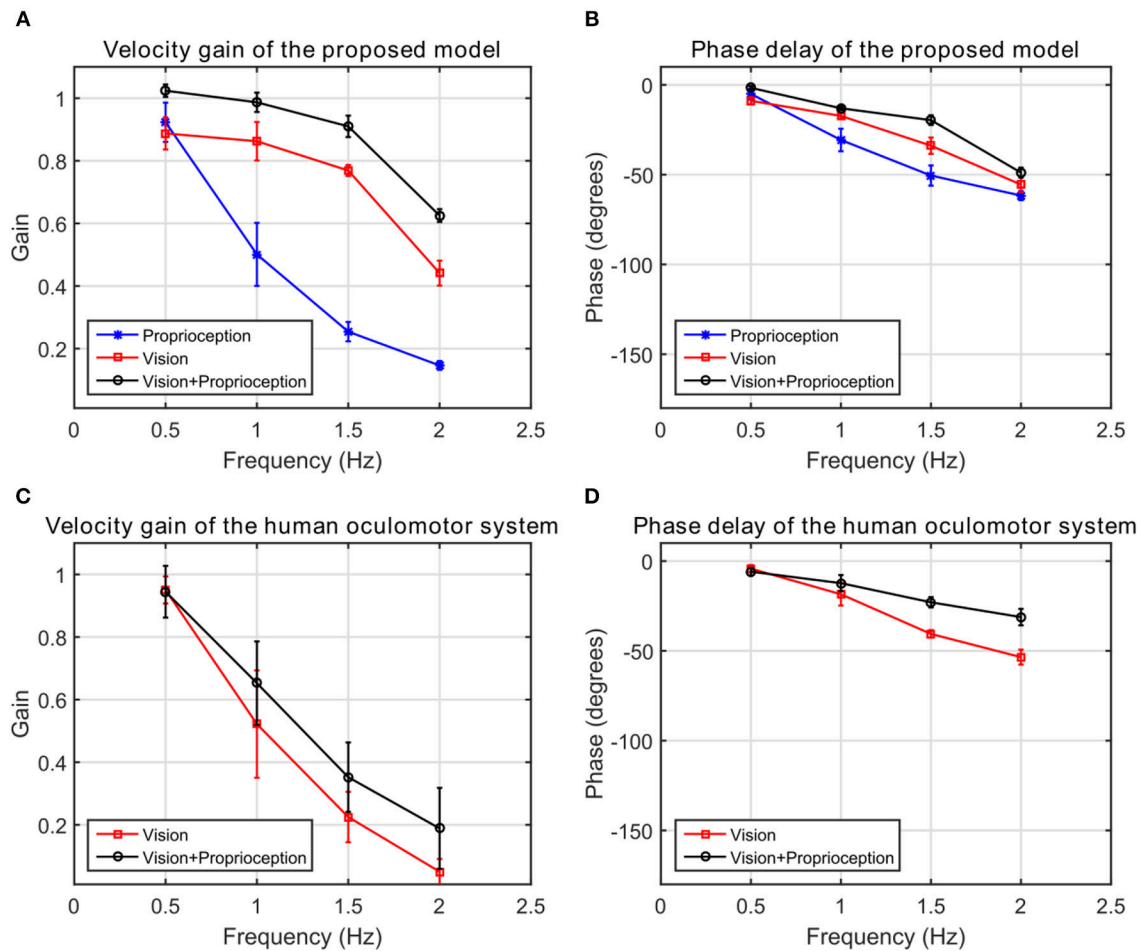 A
Velocity gain of the proposed model
Gain
1
0.8
0.6
0.4
0.2
Proprioception
Vision
Vision+Proprioception
0 0.5 1 1.5 2 2.5
Frequency (Hz)
B
Phase delay of the proposed model
Phase (degrees)
0
-50
-100
-150
Proprioception
Vision
Vision+Proprioception
0 0.5 1 1.5 2 2.5
Frequency (Hz)
C
Velocity gain of the human oculomotor system
Gain
1
0.8
0.6
0.4
0.2
Vision
Vision+Proprioception
0 0.5 1 1.5 2 2.5
Frequency (Hz)
D
Phase delay of the human oculomotor system
Phase (degrees)
0
-50
-100
-150
Vision
Vision+Proprioception
0 0.5 1 1.5 2 2.5
Frequency (Hz)